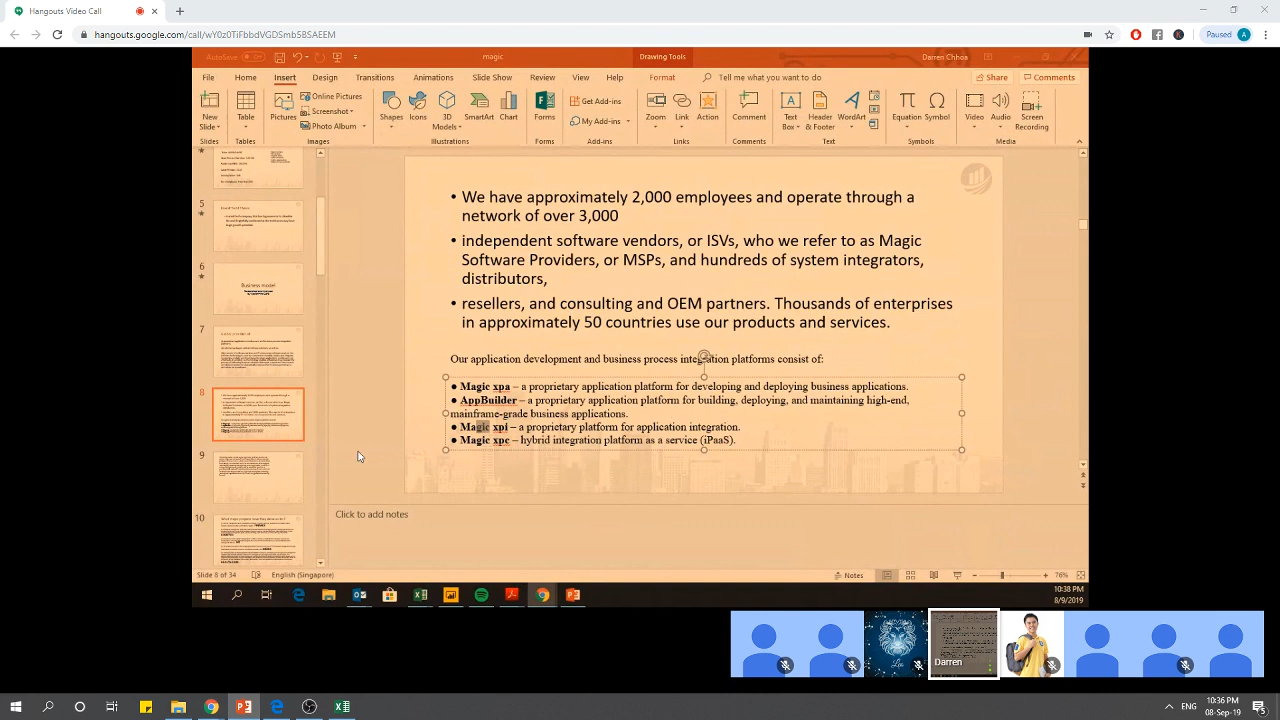 Hangouts Video Call
hangouts.google.com/call/wY0z0TiFbbdVGDSmb5BSAEEM
Paused
A
AutoSave
Off
magic
Drawing Tools
Darren Chhoa
File Home Insert Design Transitions Animations Slide Show Review View Help Format Tell me what you want to do
Share Comments
New Slide
Table
Pictures
Online Pictures
Screenshot
Photo Album
Shapes
Icons
3D Models
SmartArt
Chart
Forms
Get Add-ins
My Add-ins
Zoom
Link
Action
Comment
Text Box
Header & Footer
WordArt
Equation
Symbol
Video
Audio
Screen Recording
Slides Tables Images Illustrations Forms Add-ins Links Comments Text Symbols Media
5
6
Business model
7
8
9
10
• We have approximately 2,000 employees and operate through a
network of over 3,000
• independent software vendors, or ISVs, who we refer to as Magic
Software Providers, or MSPs, and hundreds of system integrators,
distributors,
• resellers, and consulting and OEM partners. Thousands of enterprises
in approximately 50 countries use our products and services.
Our application development and business process integration platforms consist of:
● Magic xpa – a proprietary application platform for developing and deploying business applications.
● AppBuilder – a proprietary application platform for building, deploying, and maintaining high-end,
mainframe-grade business applications.
● Magic xpi – a proprietary platform for application integration.
● Magic xpc – hybrid integration platform as a service (iPaaS).
Click to add notes
Slide 8 of 34
English (Singapore)
Notes
76%
10:38 PM
8/9/2019
Leo
Darren
ENG
10:36 PM
08-Sep-19